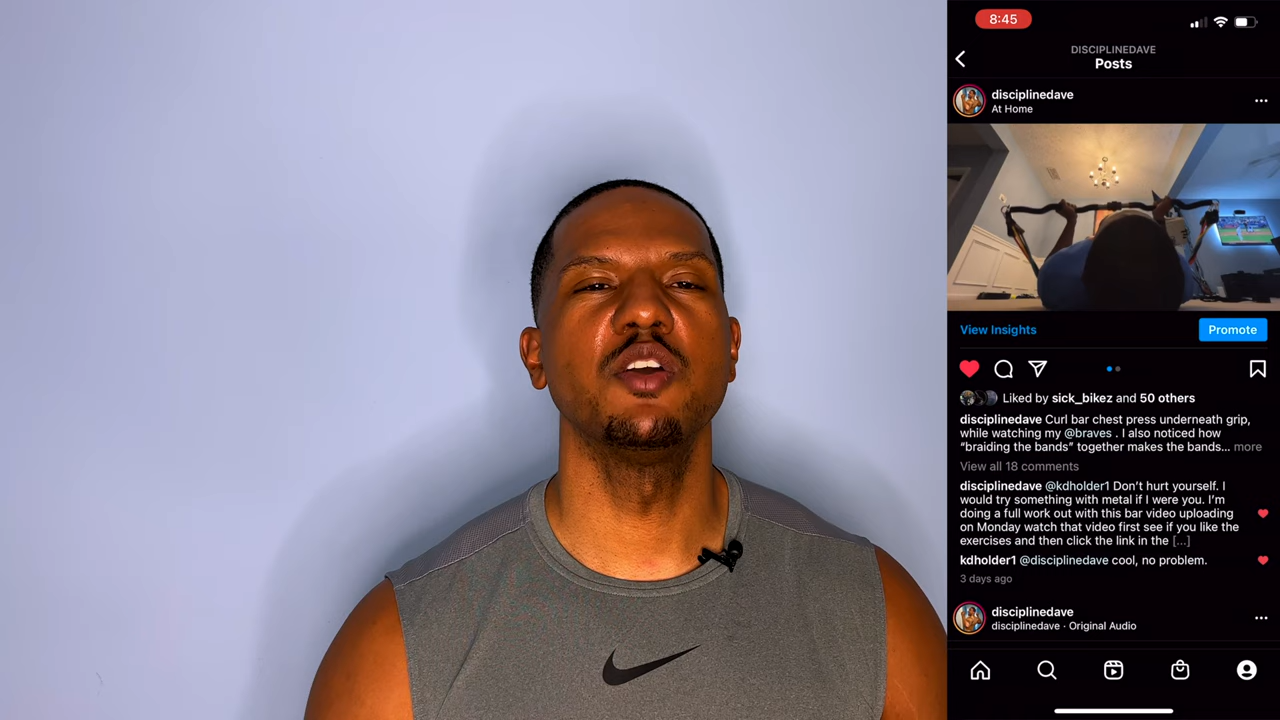 8:45
DISCIPLINEDAVE
Posts
disciplinedave
At Home
View Insights
Promote
Liked by sick_bikez and 50 others
disciplinedave Curl bar chest press underneath grip,
while watching my @braves . I also noticed how
“braiding the bands” together makes the bands... more
View all 18 comments
disciplinedave @kdholder1 Don't hurt yourself. I
would try something with metal if I were you. I'm
doing a full work out with this bar video uploading
on Monday watch that video first see if you like the
exercises and then click the link in the [...]
kdholder1 @disciplinedave cool, no problem.
3 days ago
disciplinedave
disciplinedave · Original Audio